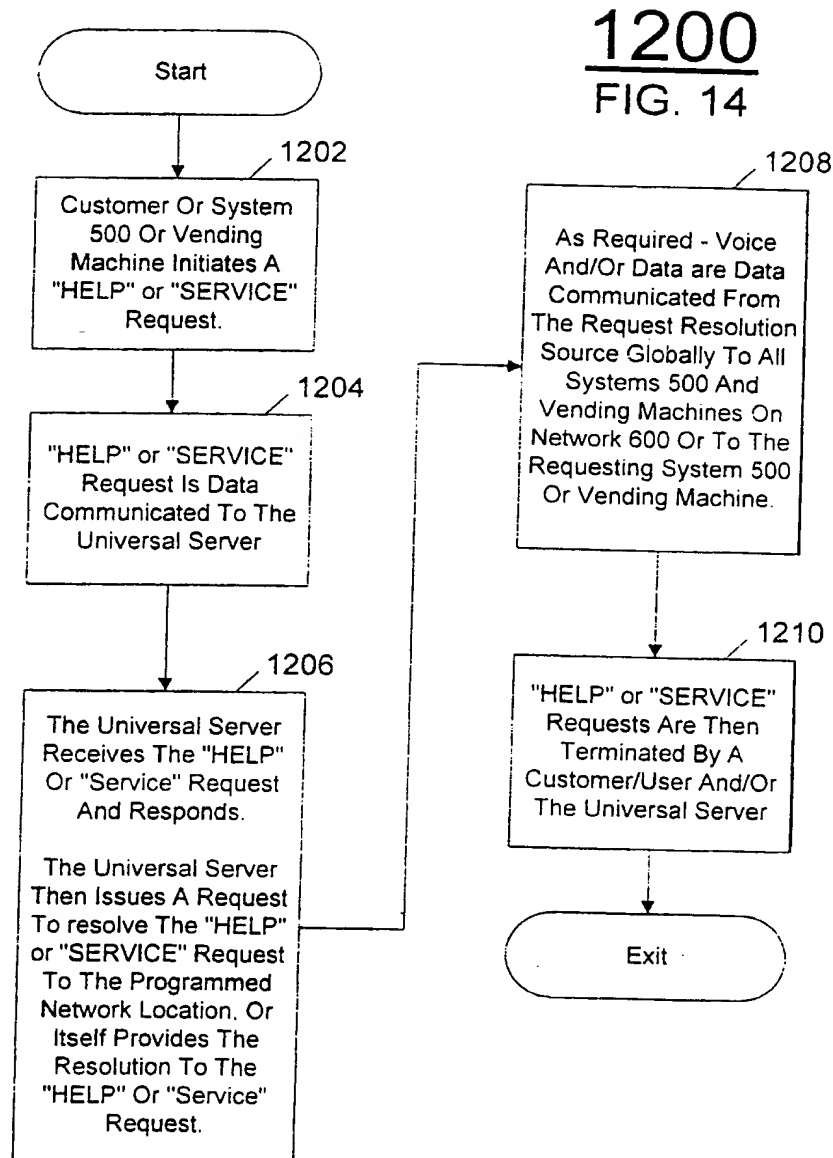 1200
FIG. 14
Start
1202
Customer Or System
500 Or Vending
Machine Initiates A
"HELP" or "SERVICE"
Request.
1204
"HELP" or "SERVICE"
Request Is Data
Communicated To The
Universal Server
1206
The Universal Server
Receives The "HELP"
Or "Service" Request
And Responds.
The Universal Server
Then Issues A Request
To resolve The "HELP"
or "SERVICE" Request
To The Programmed
Network Location, Or
Itself Provides The
Resolution To The
"HELP" Or "Service"
Request.
1208
As Required - Voice
And/Or Data are Data
Communicated From
The Request Resolution
Source Globally To All
Systems 500 And
Vending Machines On
Network 600 Or To The
Requesting System 500
Or Vending Machine.
1210
"HELP" or "SERVICE"
Requests Are Then
Terminated By A
Customer/User And/Or
The Universal Server
Exit